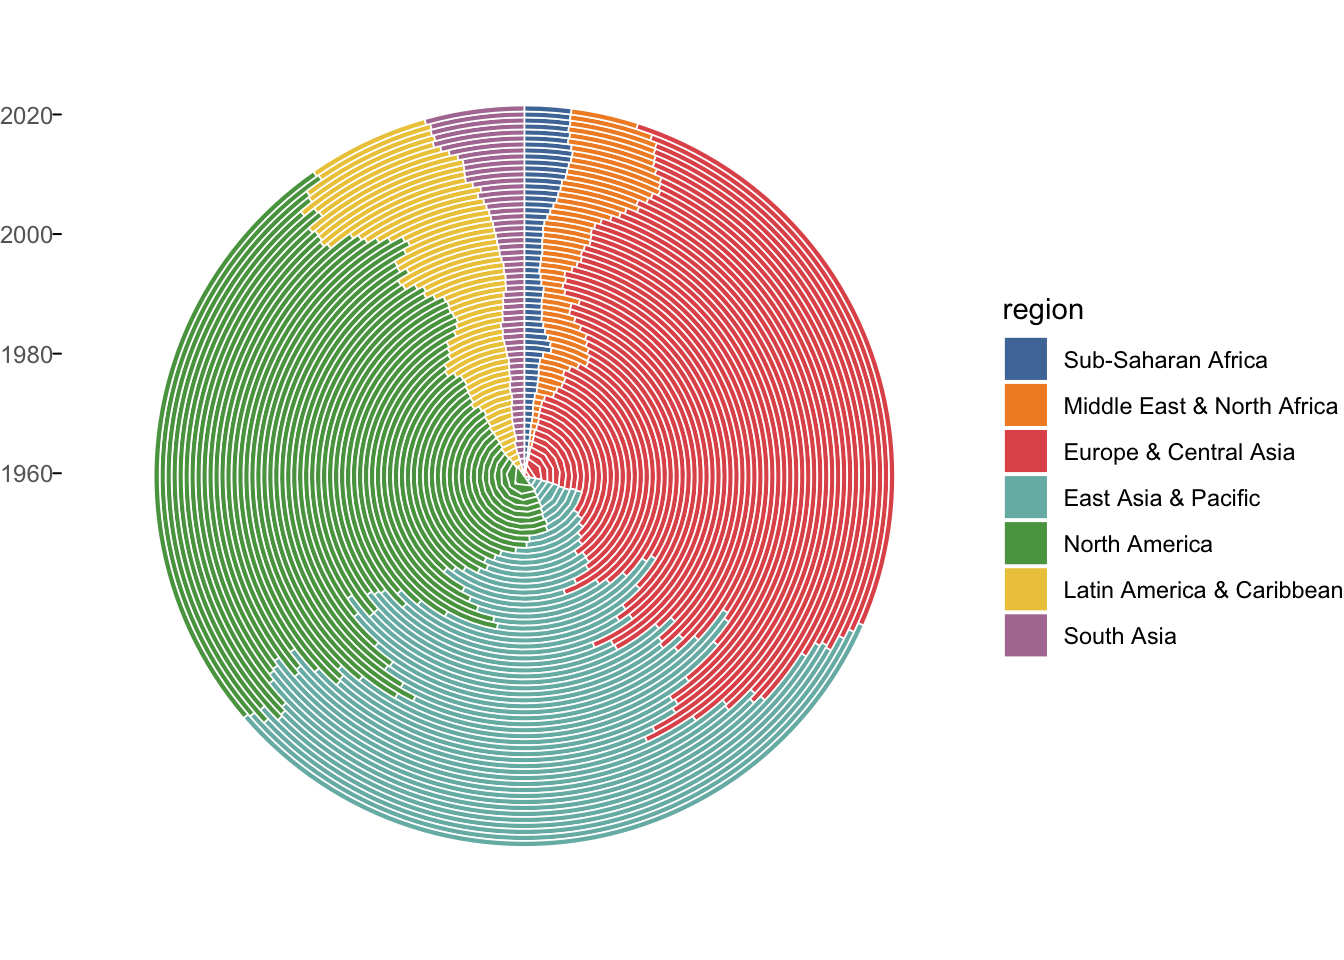 2020
2000
1980
1960
region
Sub-Saharan Africa
Middle East & North Africa
Europe & Central Asia
East Asia & Pacific
North America
Latin America & Caribbean
South Asia